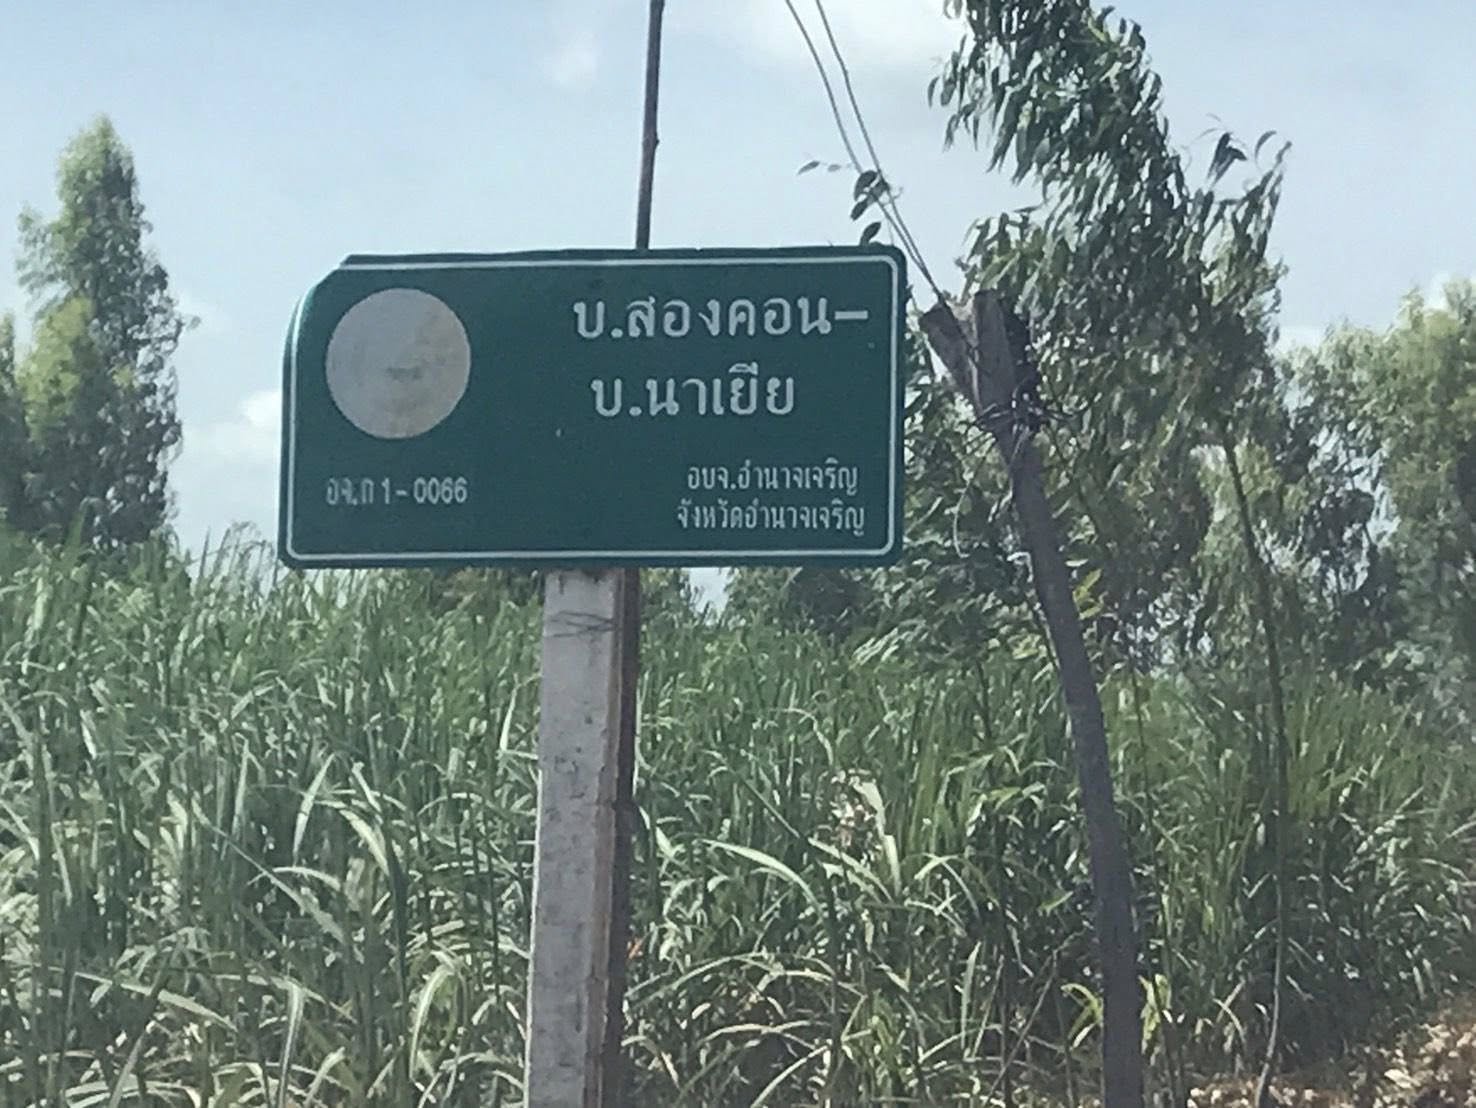 บ.สองคอน–
บ.นาเยีย
อจ.ถ 1-0066
อบจ.อำนาจเจริญ
จังหวัดอำนาจเจริญ